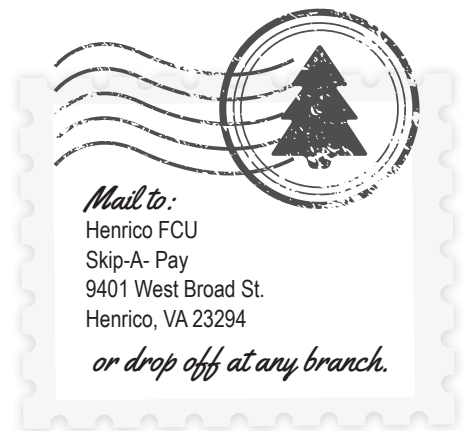 Mail to:
Henrico FCU
Skip-A- Pay
9401 West Broad St.
Henrico, VA 23294
or drop off at any branch.